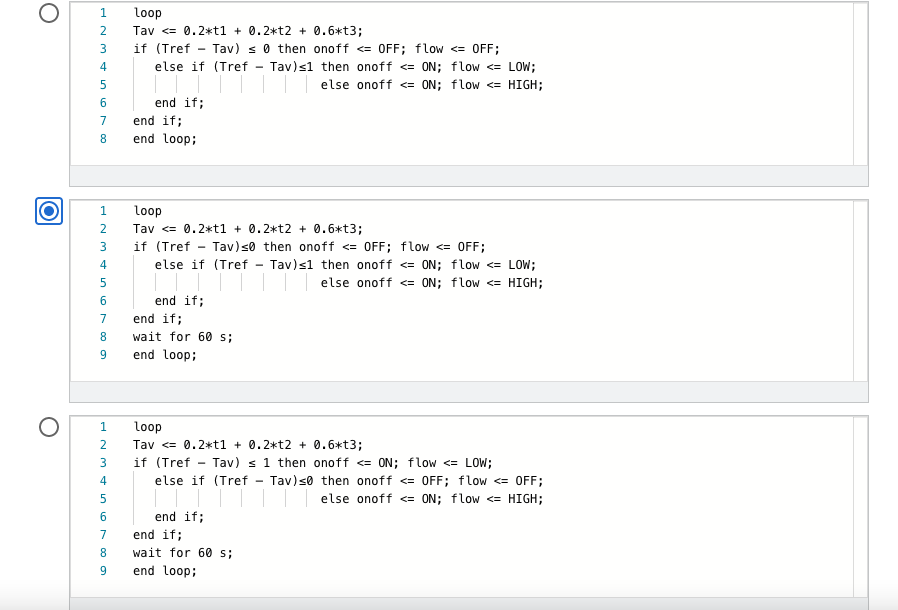 1 loop
2 Tav <= 0.2*t1 + 0.2*t2 + 0.6*t3;
3 if (Tref − Tav) ≤ 0 then onoff <= OFF; flow <= OFF;
4 else if (Tref − Tav)≤1 then onoff <= ON; flow <= LOW;
5 else onoff <= ON; flow <= HIGH;
6 end if;
7 end if;
8 end loop;
1 loop
2 Tav <= 0.2*t1 + 0.2*t2 + 0.6*t3;
3 if (Tref − Tav)≤0 then onoff <= OFF; flow <= OFF;
4 else if (Tref − Tav)≤1 then onoff <= ON; flow <= LOW;
5 else onoff <= ON; flow <= HIGH;
6 end if;
7 end if;
8 wait for 60 s;
9 end loop;
1 loop
2 Tav <= 0.2*t1 + 0.2*t2 + 0.6*t3;
3 if (Tref − Tav) ≤ 1 then onoff <= ON; flow <= LOW;
4 else if (Tref − Tav)≤0 then onoff <= OFF; flow <= OFF;
5 else onoff <= ON; flow <= HIGH;
6 end if;
7 end if;
8 wait for 60 s;
9 end loop;